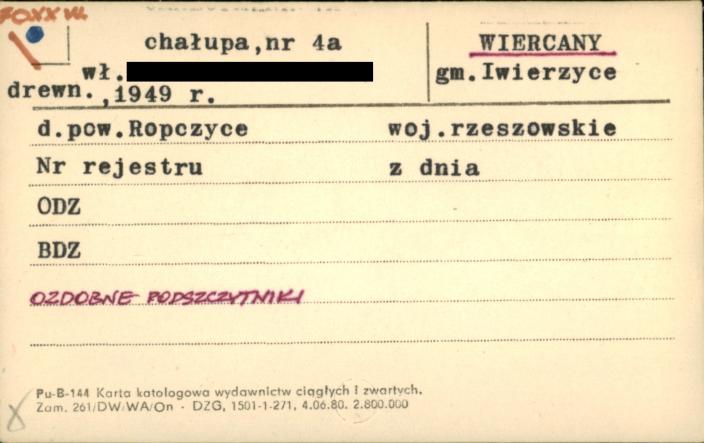 chałupa,nr 4a
WIERCANY
wł.
gm.Iwierzyce
drewn.,1949 r.
d.pow.Ropczyce woj.rzeszowskie
Nr rejestru z dnia
ODZ
BDZ
OZDOBNE PODSZCZYTNIKI
Pu-B-144 Karta katologowa wydawnictw ciągłych i zwartych.
Zam. 261/DW/WA/On - DZG, 1501-1-271, 4.06.80. 2.800.000